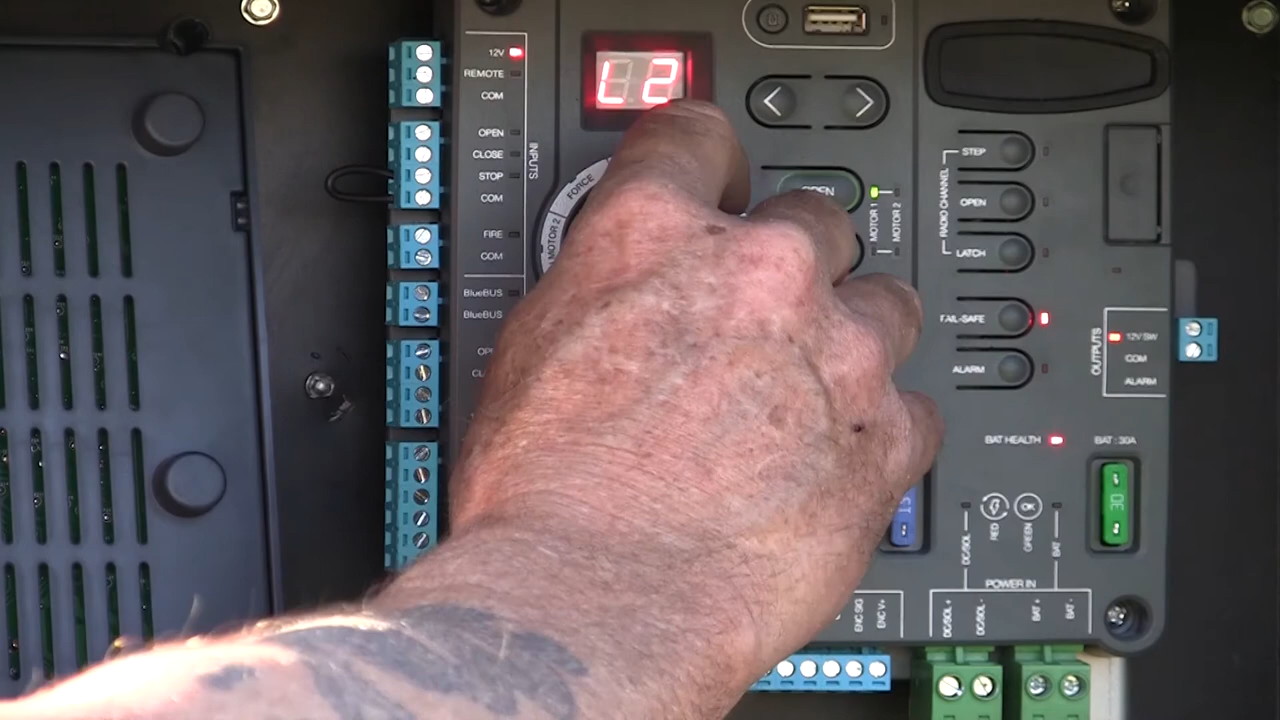 12V
REMOTE
COM
OPEN
CLOSE
STOP
COM
FIRE
COM
BlueBUS
BlueBUS
INPUTS
L2
FORCE
MOTOR 2
OPEN
MOTOR 1
MOTOR 2
RADIO CHANNEL
STEP
OPEN
LATCH
FAIL-SAFE
ALARM
OUTPUTS
12V SW
COM
ALARM
BAT HEALTH
BAT : 30A
30
DC/SOL
RED
OK
GREEN
BAT
POWER IN
DC/SOL +
DC/SOL -
BAT +
BAT -
ENC SIG
ENC V+